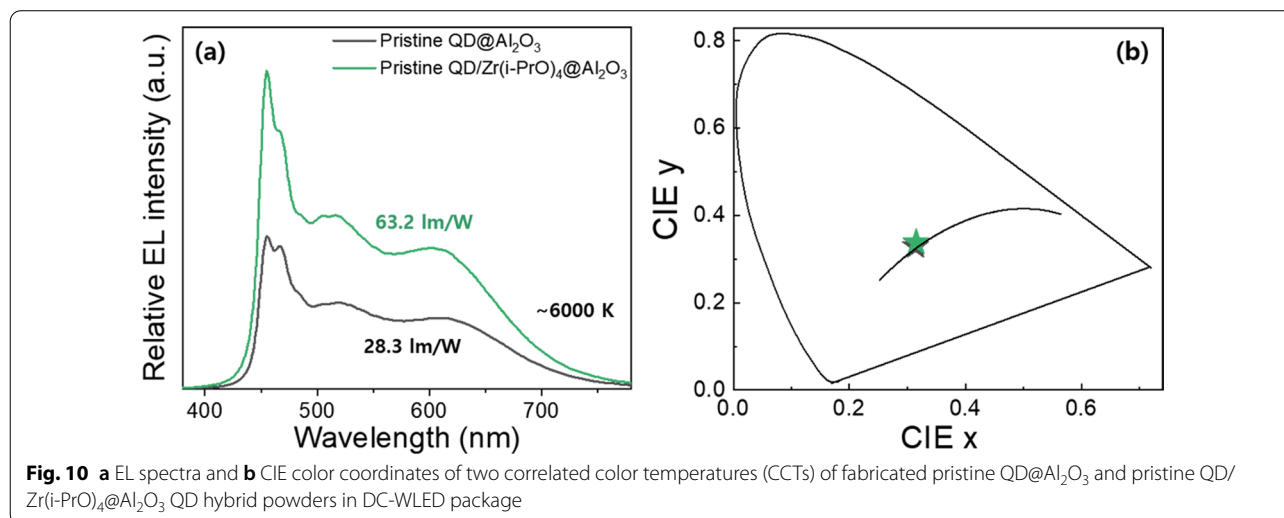 (a)
Pristine QD@Al₂O₃
Pristine QD/Zr(i-PrO)₄@Al₂O₃
Relative EL intensity (a.u.)
63.2 lm/W
~6000 K
28.3 lm/W
400 500 600 700
Wavelength (nm)
(b)
0.8
0.6
0.4
0.2
0.0
CIE y
0.0 0.2 0.4 0.6
CIE x
Fig. 10 a EL spectra and b CIE color coordinates of two correlated color temperatures (CCTs) of fabricated pristine QD@Al₂O₃ and pristine QD/
Zr(i-PrO)₄@Al₂O₃ QD hybrid powders in DC-WLED package